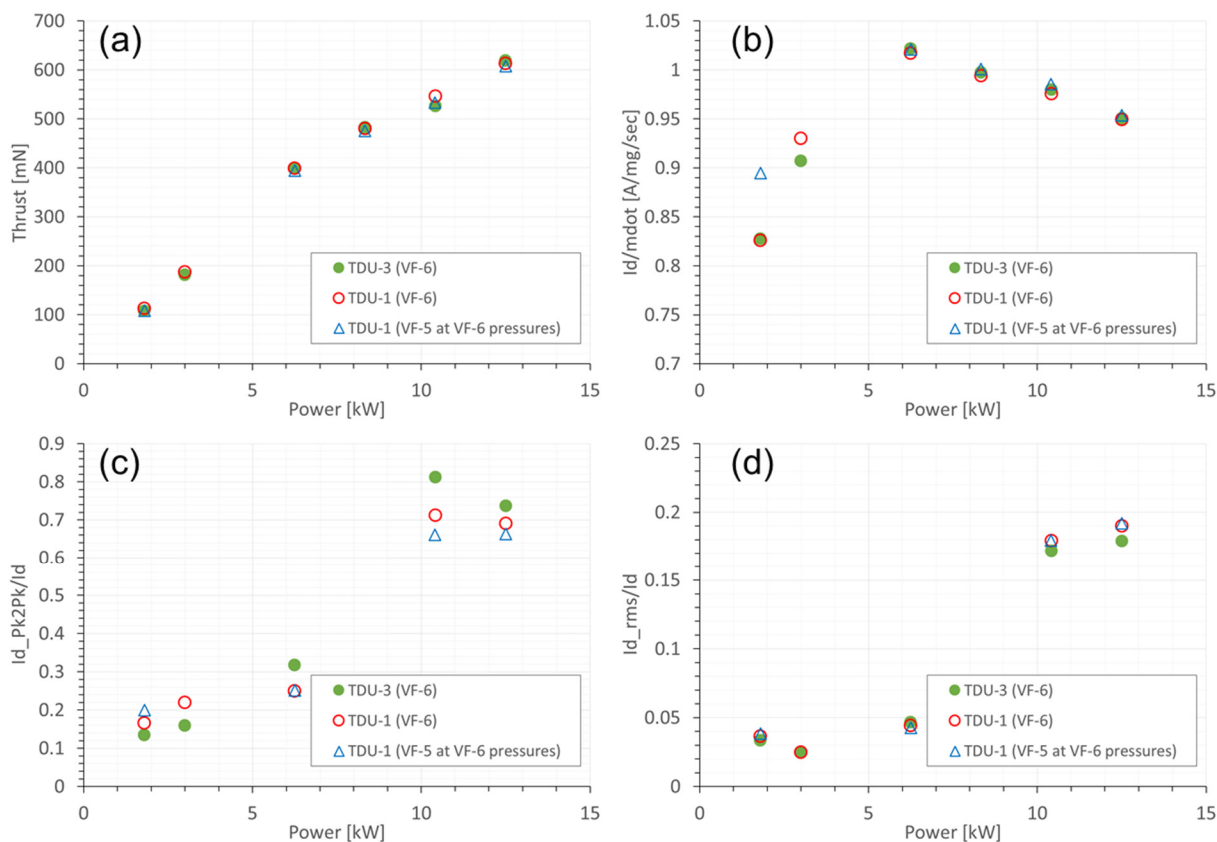 (a)
700
600
500
400
300
200
100
0
Thrust [mN]
0 5 10 15
Power [kW]
TDU-3 (VF-6)
TDU-1 (VF-6)
TDU-1 (VF-5 at VF-6 pressures)
(b)
1.05
1
0.95
0.9
0.85
0.8
0.75
0.7
Id/mdot [A/mg/sec]
0 5 10 15
Power [kW]
TDU-3 (VF-6)
TDU-1 (VF-6)
TDU-1 (VF-5 at VF-6 pressures)
(c)
0.9
0.8
0.7
0.6
0.5
0.4
0.3
0.2
0.1
0
Id_Pk2Pk/Id
0 5 10 15
Power [kW]
TDU-3 (VF-6)
TDU-1 (VF-6)
TDU-1 (VF-5 at VF-6 pressures)
(d)
0.25
0.2
0.15
0.1
0.05
0
Id_rms/Id
0 5 10 15
Power [kW]
TDU-3 (VF-6)
TDU-1 (VF-6)
TDU-1 (VF-5 at VF-6 pressures)